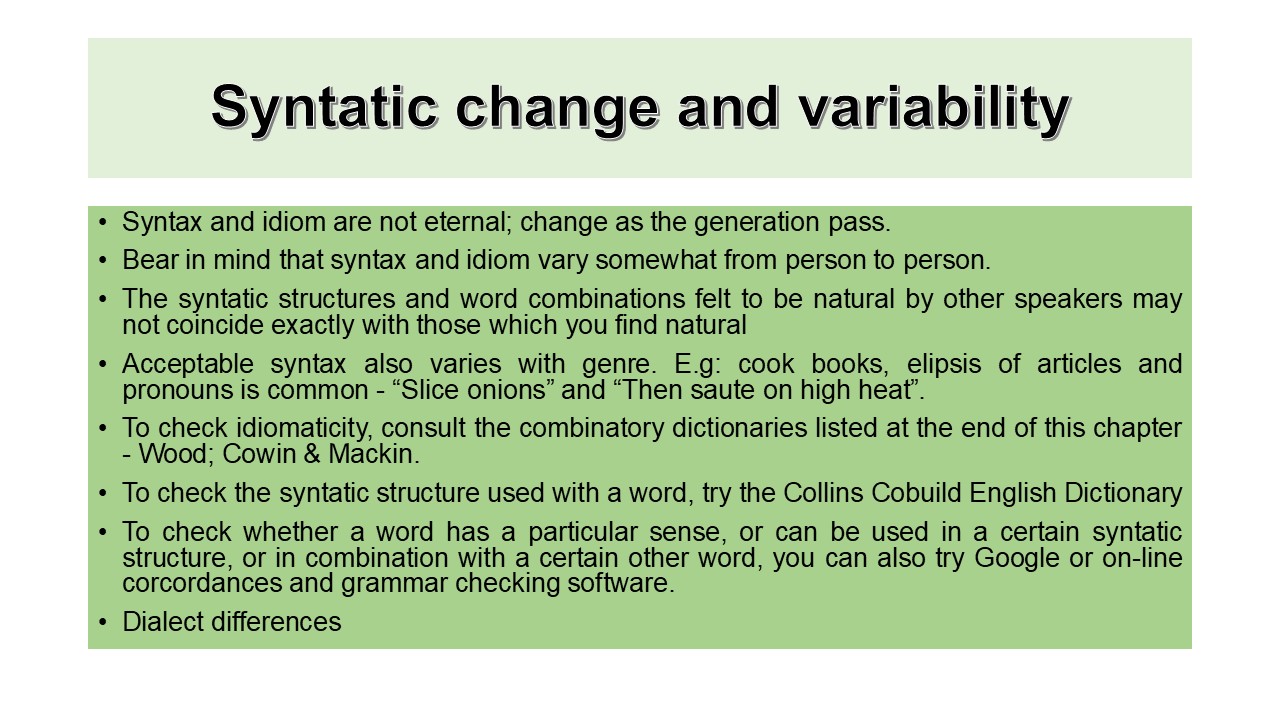 Syntatic change and variability
• Syntax and idiom are not eternal; change as the generation pass.
• Bear in mind that syntax and idiom vary somewhat from person to person.
• The syntatic structures and word combinations felt to be natural by other speakers may
not coincide exactly with those which you find natural
• Acceptable syntax also varies with genre. E.g: cook books, elipsis of articles and
pronouns is common - “Slice onions” and “Then saute on high heat”.
• To check idiomaticity, consult the combinatory dictionaries listed at the end of this chapter
- Wood; Cowin & Mackin.
• To check the syntatic structure used with a word, try the Collins Cobuild English Dictionary
• To check whether a word has a particular sense, or can be used in a certain syntatic
structure, or in combination with a certain other word, you can also try Google or on-line
corcordances and grammar checking software.
• Dialect differences